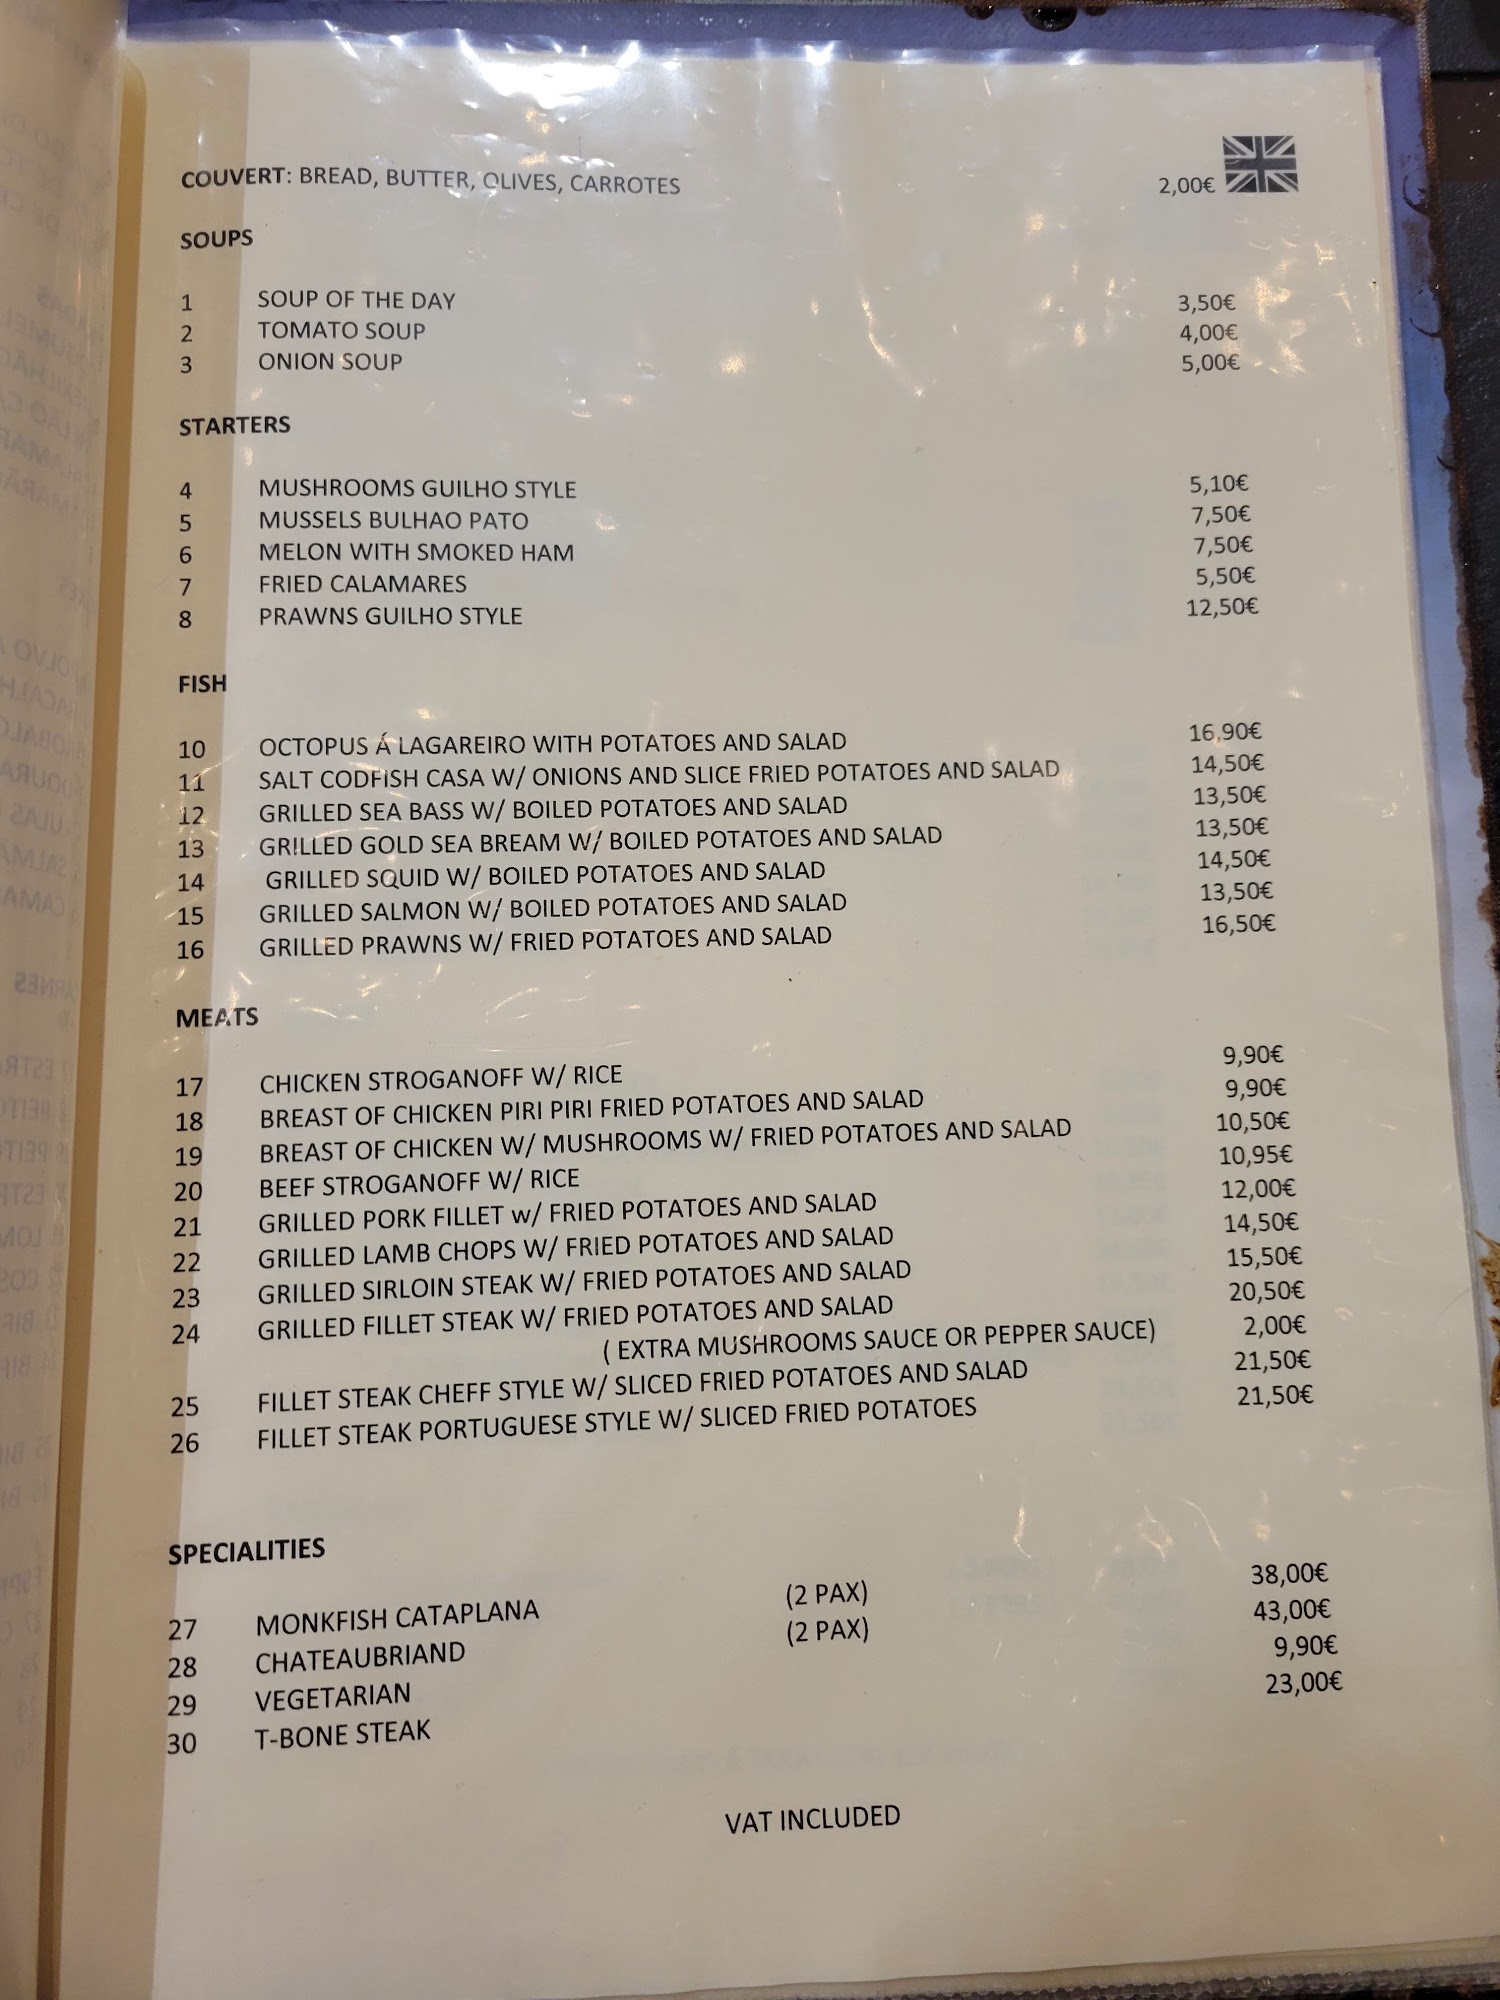 COUVERT: BREAD, BUTTER, OLIVES, CARROTES 2,00€
SOUPS
1 SOUP OF THE DAY 3,50€
2 TOMATO SOUP 4,00€
3 ONION SOUP 5,00€
STARTERS
4 MUSHROOMS GUILHO STYLE 5,10€
5 MUSSELS BULHAO PATO 7,50€
6 MELON WITH SMOKED HAM 7,50€
7 FRIED CALAMARES 5,50€
8 PRAWNS GUILHO STYLE 12,50€
FISH
10 OCTOPUS Á LAGAREIRO WITH POTATOES AND SALAD 16,90€
11 SALT CODFISH CASA W/ ONIONS AND SLICE FRIED POTATOES AND SALAD 14,50€
12 GRILLED SEA BASS W/ BOILED POTATOES AND SALAD 13,50€
13 GRILLED GOLD SEA BREAM W/ BOILED POTATOES AND SALAD 13,50€
14 GRILLED SQUID W/ BOILED POTATOES AND SALAD 14,50€
15 GRILLED SALMON W/ BOILED POTATOES AND SALAD 13,50€
16 GRILLED PRAWNS W/ FRIED POTATOES AND SALAD 16,50€
MEATS
17 CHICKEN STROGANOFF W/ RICE 9,90€
18 BREAST OF CHICKEN PIRI PIRI FRIED POTATOES AND SALAD 9,90€
19 BREAST OF CHICKEN W/ MUSHROOMS W/ FRIED POTATOES AND SALAD 10,50€
20 BEEF STROGANOFF W/ RICE 10,95€
21 GRILLED PORK FILLET w/ FRIED POTATOES AND SALAD 12,00€
22 GRILLED LAMB CHOPS W/ FRIED POTATOES AND SALAD 14,50€
23 GRILLED SIRLOIN STEAK W/ FRIED POTATOES AND SALAD 15,50€
24 GRILLED FILLET STEAK W/ FRIED POTATOES AND SALAD 20,50€
( EXTRA MUSHROOMS SAUCE OR PEPPER SAUCE) 2,00€
25 FILLET STEAK CHEFF STYLE W/ SLICED FRIED POTATOES AND SALAD 21,50€
26 FILLET STEAK PORTUGUESE STYLE W/ SLICED FRIED POTATOES 21,50€
SPECIALITIES
27 MONKFISH CATAPLANA (2 PAX) 38,00€
28 CHATEAUBRIAND (2 PAX) 43,00€
29 VEGETARIAN 9,90€
30 T-BONE STEAK 23,00€
VAT INCLUDED